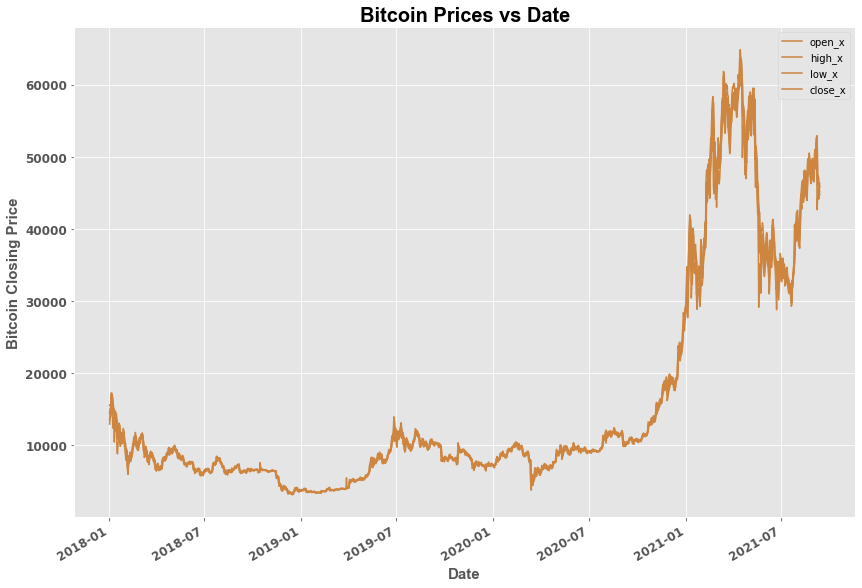 Bitcoin Prices vs Date
open_x
high_x
low_x
close_x
60000
50000
40000
30000
20000
10000
Bitcoin Closing Price
2018-01
2018-07
2019-01
2019-07
2020-01
2020-07
2021-01
2021-07
Date